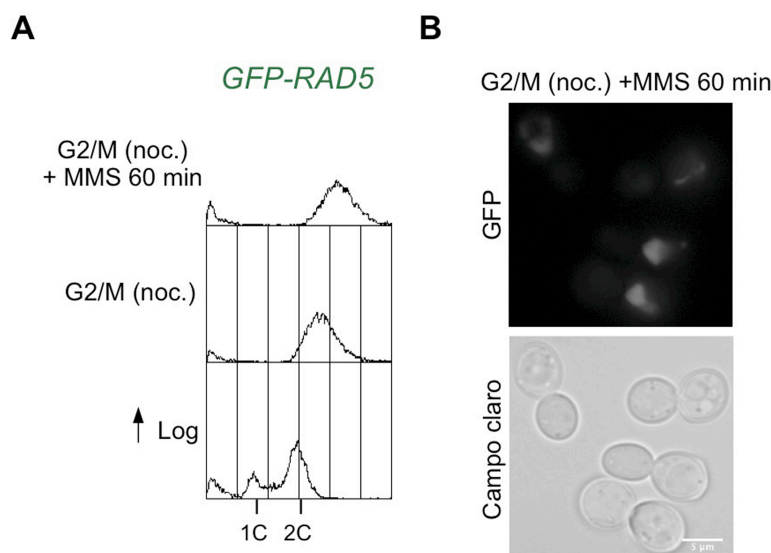 A
B
GFP-RAD5
G2/M (noc.) +MMS 60 min
G2/M (noc.)
+ MMS 60 min
GFP
G2/M (noc.)
Log
Campo claro
1C 2C
5 µm